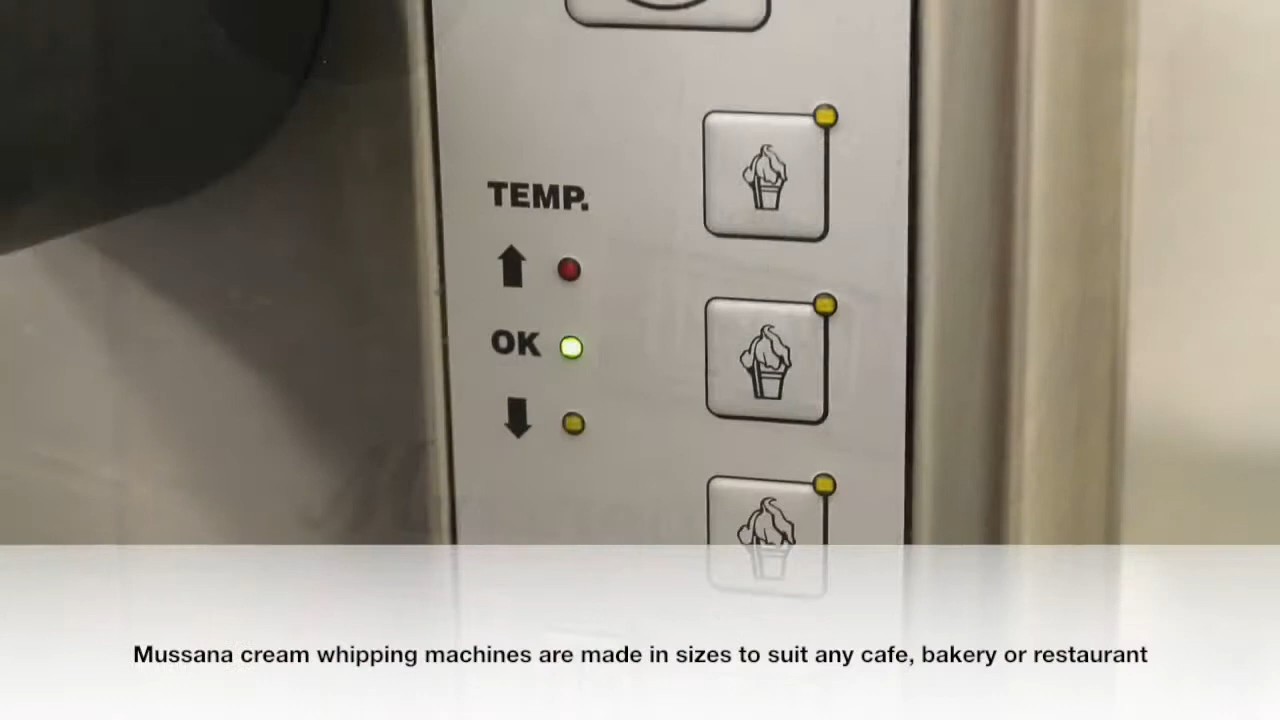 TEMP.
OK
Mussana cream whipping machines are made in sizes to suit any cafe, bakery or restaurant